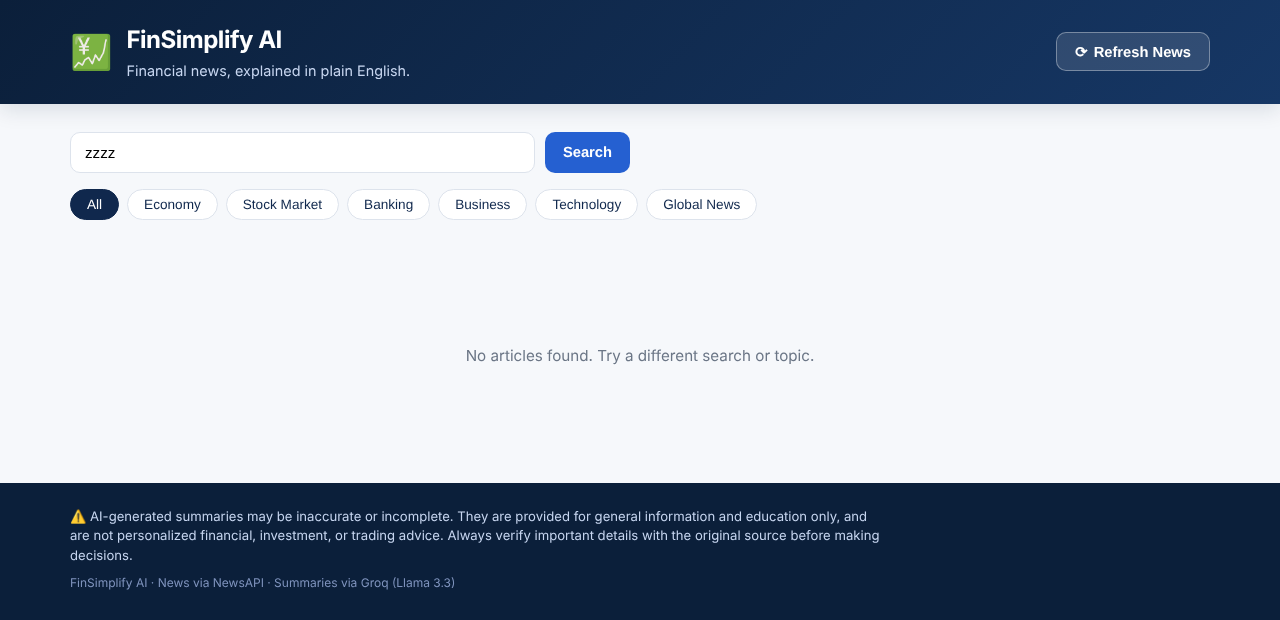 FinSimplify AI
Financial news, explained in plain English.
⟳ Refresh News
zzzz
Search
All
Economy
Stock Market
Banking
Business
Technology
Global News
No articles found. Try a different search or topic.
⚠️ AI-generated summaries may be inaccurate or incomplete. They are provided for general information and education only, and
are not personalized financial, investment, or trading advice. Always verify important details with the original source before making
decisions.
FinSimplify AI · News via NewsAPI · Summaries via Groq (Llama 3.3)